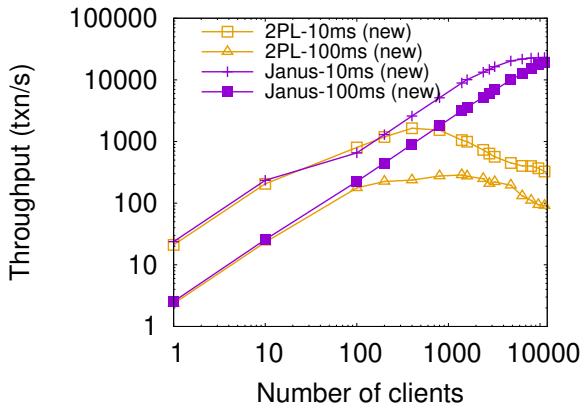 100000
10000
1000
100
10
1
Throughput (txn/s)
2PL-10ms (new)
2PL-100ms (new)
Janus-10ms (new)
Janus-100ms (new)
1 10 100 1000 10000
Number of clients